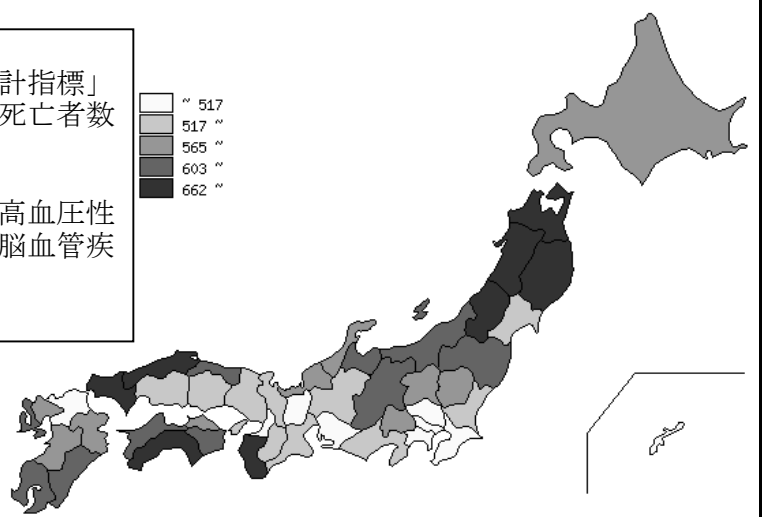 計指標」
死亡者数
高血圧性
脳血管疾
~ 517
517 ~
565 ~
603 ~
662 ~